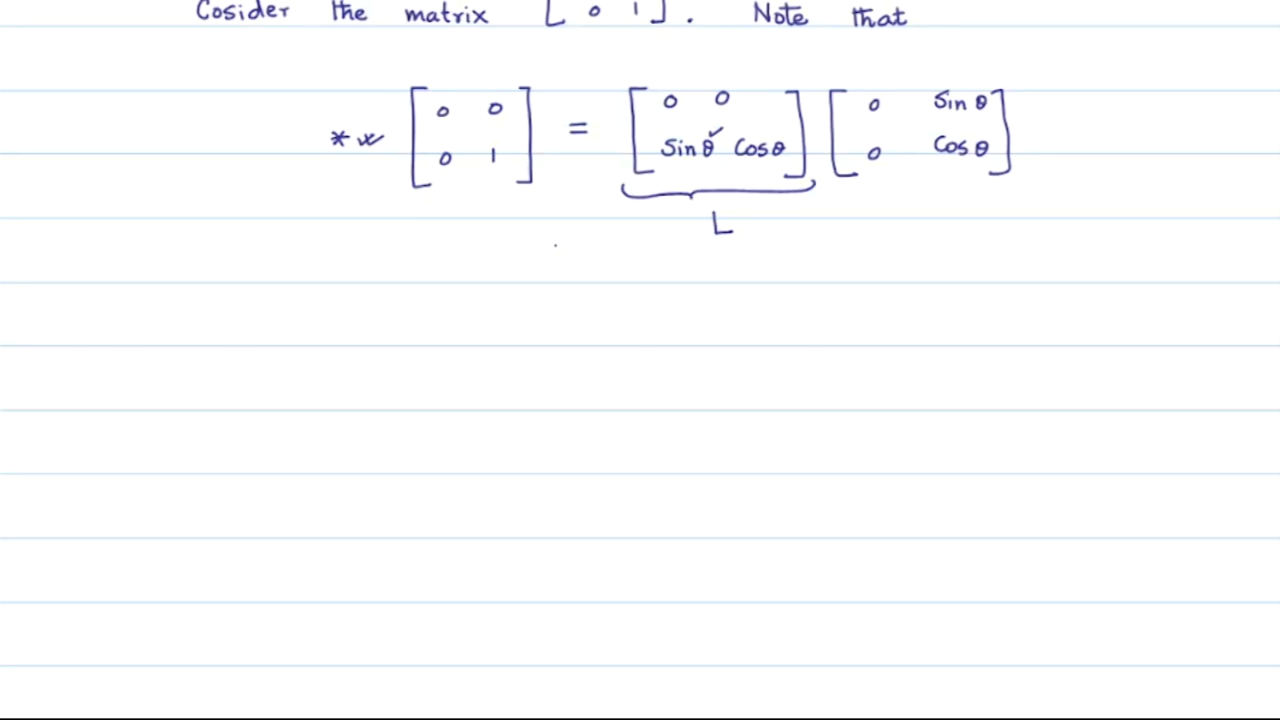 Cosider the matrix [ 0 1 ]. Note that
** [ 0 0 ] = [ 0 0 ] [ 0 Sin θ ]
[ 0 1 ] [ Sin θ Cos θ ] [ 0 Cos θ ]
L